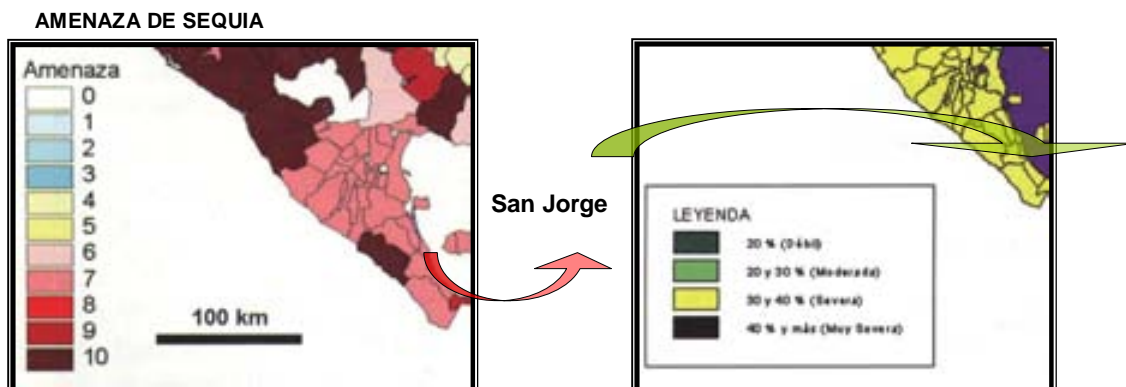 AMENAZA DE SEQUIA
Amenaza
0
1
2
3
4
5
6
7
8
9
10
100 km
San Jorge
LEYENDA
20 % (Débil)
20 y 30 % (Moderada)
30 y 40 % (Severa)
40 % y más (Muy Severa)